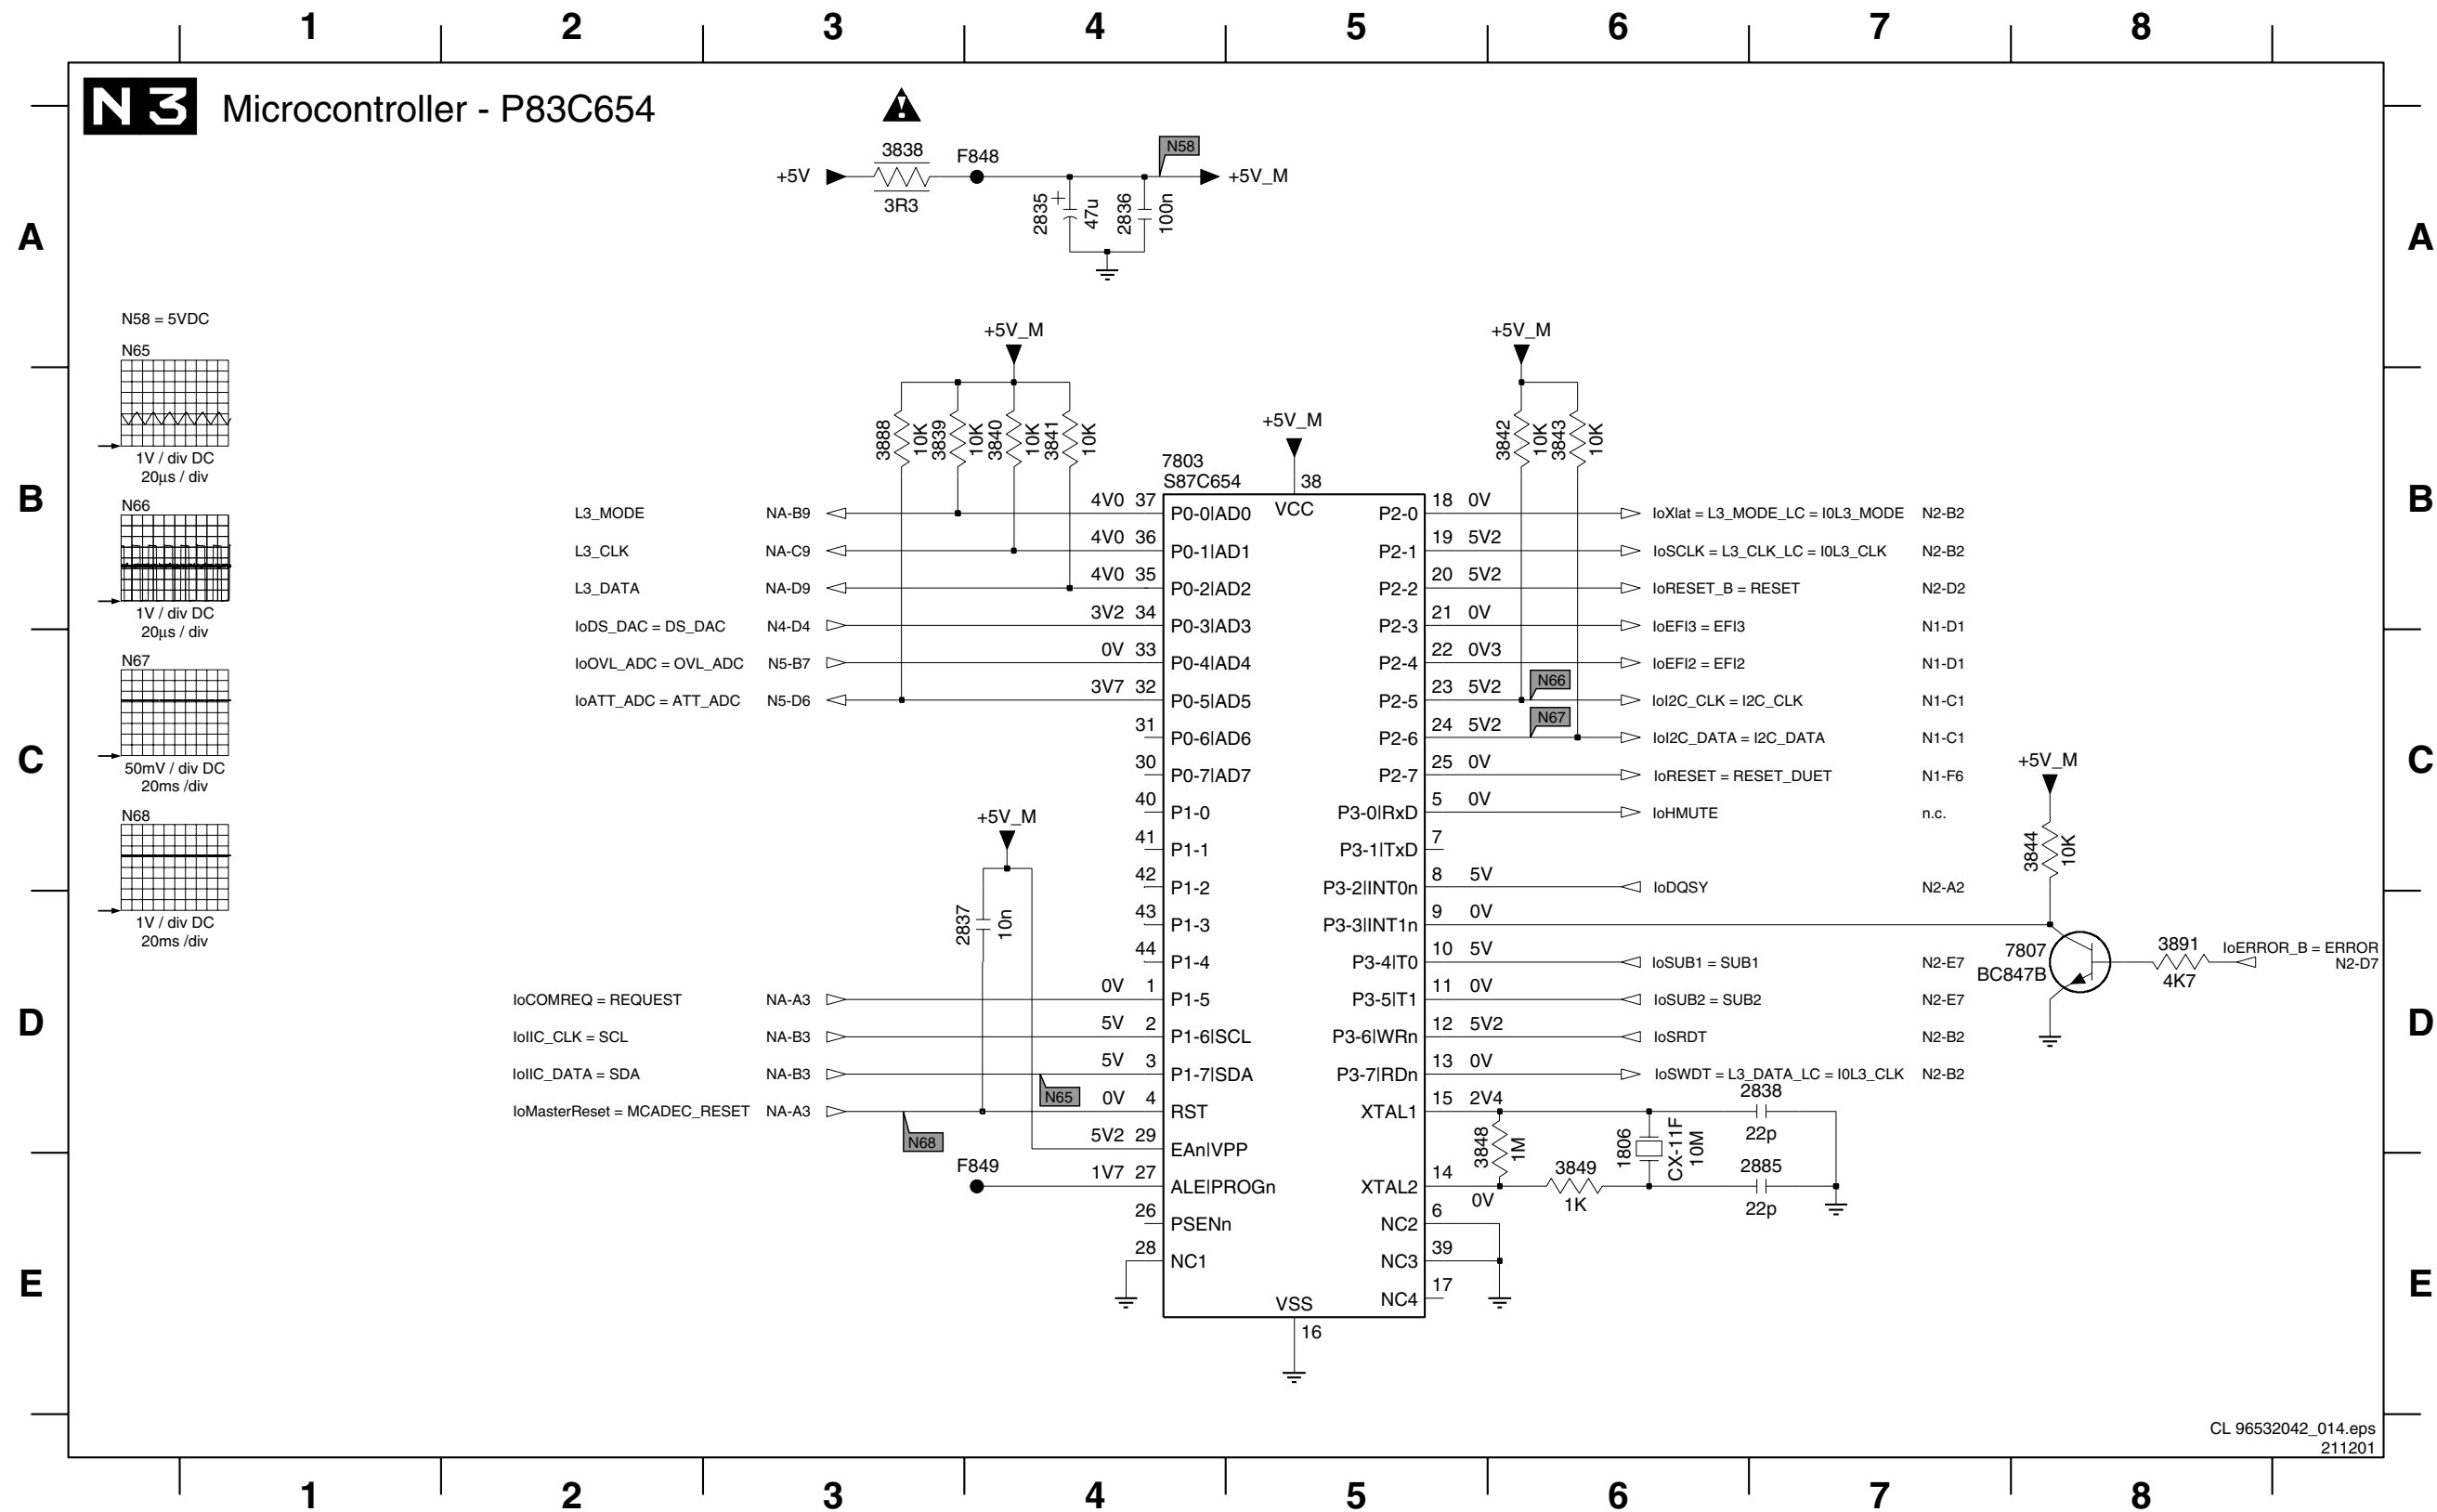 1 2 3 4 5 6 7 8
N 3 Microcontroller - P83C654
A A
B B
C C
D D
E E
+5V 3838 3R3 F848 N58 +5V_M
2835 47u 2836 100n
N58 = 5VDC
N65
1V / div DC
20µs / div
N66
1V / div DC
20µs / div
N67
50mV / div DC
20ms /div
N68
1V / div DC
20ms /div
+5V_M
3888 10K 3839 10K 3840 10K 3841 10K
+5V_M
3842 10K 3843 10K
+5V_M
7803
S87C654
38
VCC
L3_MODE NA-B9 4V0 37 P0-0|AD0
L3_CLK NA-C9 4V0 36 P0-1|AD1
L3_DATA NA-D9 4V0 35 P0-2|AD2
IoDS_DAC = DS_DAC N4-D4 3V2 34 P0-3|AD3
IoOVL_ADC = OVL_ADC N5-B7 0V 33 P0-4|AD4
IoATT_ADC = ATT_ADC N5-D6 3V7 32 P0-5|AD5
31 P0-6|AD6
30 P0-7|AD7
40 P1-0
41 P1-1
42 P1-2
43 P1-3
44 P1-4
+5V_M
2837 10n
IoCOMREQ = REQUEST NA-A3 0V 1 P1-5
IoIIC_CLK = SCL NA-B3 5V 2 P1-6|SCL
IoIIC_DATA = SDA NA-B3 5V 3 P1-7|SDA
N65
IoMasterReset = MCADEC_RESET NA-A3 0V 4 RST
N68
5V2 29 EAn|VPP
F849 1V7 27 ALE|PROGn
26 PSENn
28 NC1
VSS
16
P2-0 18 0V IoXlat = L3_MODE_LC = I0L3_MODE N2-B2
P2-1 19 5V2 IoSCLK = L3_CLK_LC = I0L3_CLK N2-B2
P2-2 20 5V2 IoRESET_B = RESET N2-D2
P2-3 21 0V IoEFI3 = EFI3 N1-D1
P2-4 22 0V3 IoEFI2 = EFI2 N1-D1
P2-5 23 5V2 N66 IoI2C_CLK = I2C_CLK N1-C1
P2-6 24 5V2 N67 IoI2C_DATA = I2C_DATA N1-C1
P2-7 25 0V IoRESET = RESET_DUET N1-F6
P3-0|RxD 5 0V IoHMUTE n.c.
P3-1|TxD 7
P3-2|INT0n 8 5V IoDQSY N2-A2
P3-3|INT1n 9 0V
P3-4|T0 10 5V IoSUB1 = SUB1 N2-E7
P3-5|T1 11 0V IoSUB2 = SUB2 N2-E7
P3-6|WRn 12 5V2 IoSRDT N2-B2
P3-7|RDn 13 0V IoSWDT = L3_DATA_LC = I0L3_CLK N2-B2
XTAL1 15 2V4
XTAL2 14 0V
NC2 6
NC3 39
NC4 17
3848 1M
3849 1K
1806 CX-11F 10M
2838 22p
2885 22p
+5V_M
3844 10K
7807
BC847B
3891
4K7
IoERROR_B = ERROR
N2-D7
CL 96532042_014.eps
211201
1 2 3 4 5 6 7 8